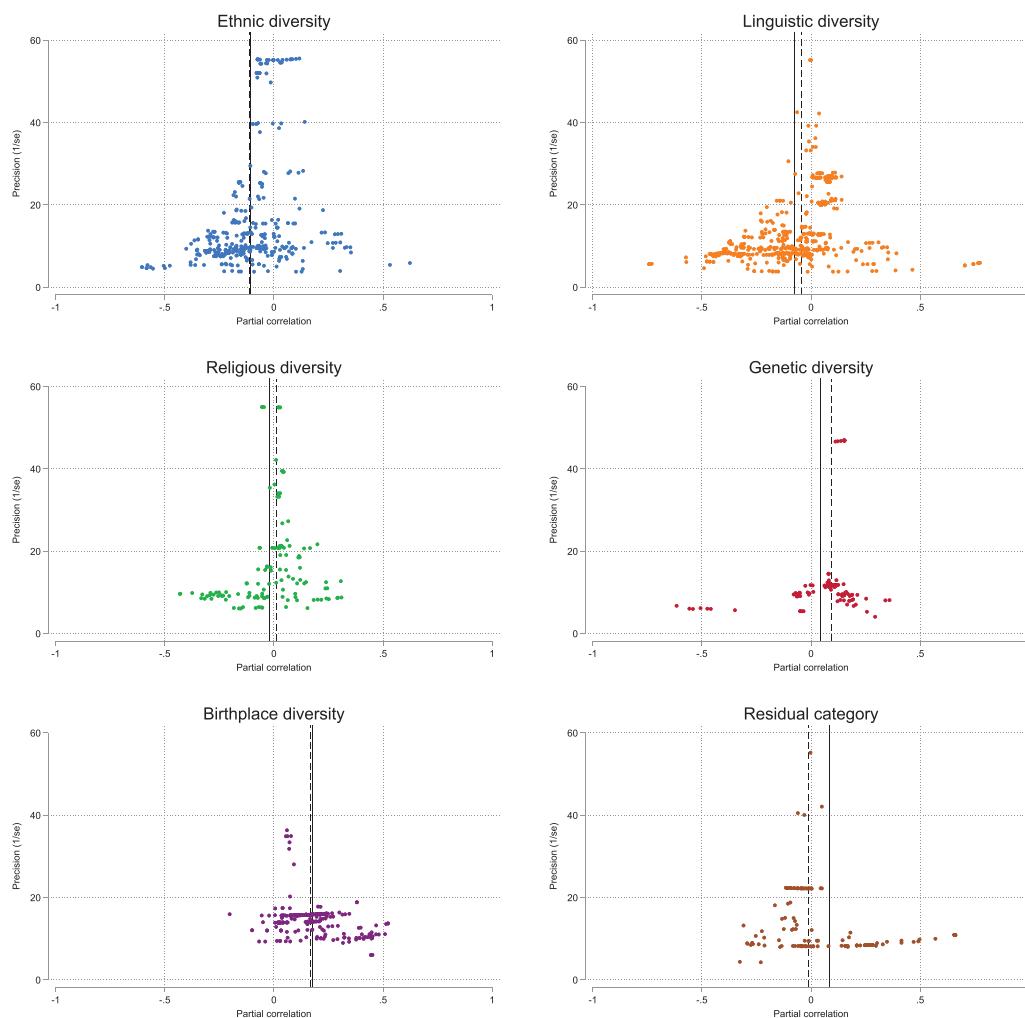 Ethnic diversity
60
40
20
0
Precision (1/se)
-1 -.5 0 .5 1
Partial correlation
Linguistic diversity
60
40
20
0
Precision (1/se)
-1 -.5 0 .5
Partial correlation
Religious diversity
60
40
20
0
Precision (1/se)
-1 -.5 0 .5 1
Partial correlation
Genetic diversity
60
40
20
0
Precision (1/se)
-1 -.5 0 .5
Partial correlation
Birthplace diversity
60
40
20
0
Precision (1/se)
-1 -.5 0 .5 1
Partial correlation
Residual category
60
40
20
0
Precision (1/se)
-1 -.5 0 .5
Partial correlation